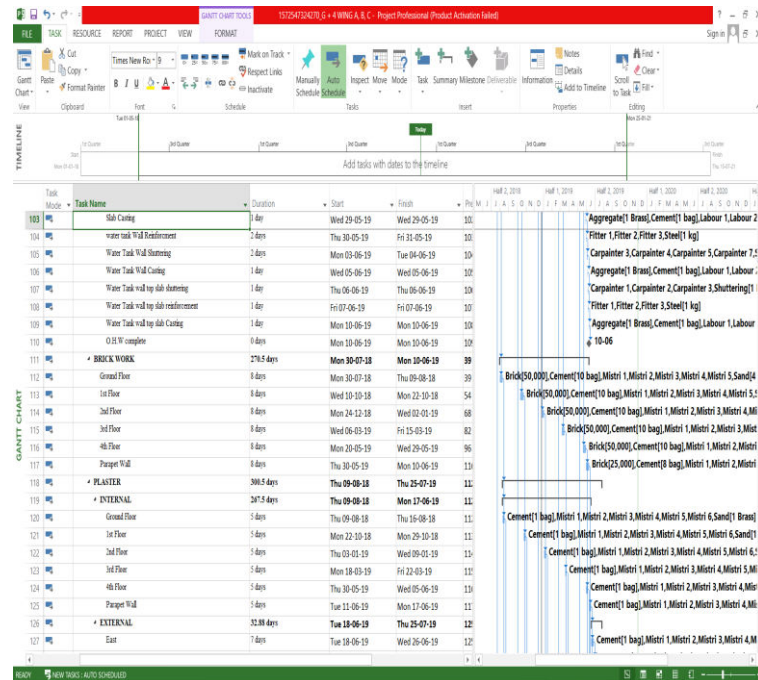 GANTT CHART TOOLS 1572547324270_G + 4 WING A, B, C - Project Professional (Product Activation Failed)
FILE TASK RESOURCE REPORT PROJECT VIEW FORMAT Sign in
Gantt Chart Paste Cut Copy Format Painter Times New Ro 9 B I U A Mark on Track Respect Links Inactivate Manually Schedule Auto Schedule Inspect Move Mode Task Summary Milestone Deliverable Information Notes Details Add to Timeline Scroll to Task Find Clear Fill
View Clipboard Font Schedule Tasks Insert Properties Editing
TIMELINE
Today
Start
Add tasks with dates to the timeline
Finish
GANTT CHART
Task Mode Task Name Duration Start Finish Half 2, 2018 Half 1, 2019 Half 2, 2019 Half 1, 2020 Half 2, 2020
M J J A S O N D J F M A M J J A S O N D J F M A M J J A S O N D
103 Slab Casting 1 day Wed 29-05-19 Wed 29-05-19 Aggregate[1 Brass],Cement[1 bag],Labour 1,Labour 2
104 water tank Wall Reinforcment 2 days Thu 30-05-19 Fri 31-05-19 Fitter 1,Fitter 2,Fitter 3,Steel[1 kg]
105 Water Tank Wall Shuttering 2 days Mon 03-06-19 Tue 04-06-19 Carpainter 3,Carpainter 4,Carpainter 5,Carpainter 7,S
106 Water Tank Wall Casting 1 day Wed 05-06-19 Wed 05-06-19 Aggregate[1 Brass],Cement[1 bag],Labour 1,Labour
107 Water Tank wall top slab shuttering 1 day Thu 06-06-19 Thu 06-06-19 Carpainter 1,Carpainter 2,Carpainter 3,Shuttering[1
108 Water Tank wall top slab reinforcement 1 day Fri 07-06-19 Fri 07-06-19 Fitter 1,Fitter 2,Fitter 3,Steel[1 kg]
109 Water Tank wall top slab Casting 1 day Mon 10-06-19 Mon 10-06-19 Aggregate[1 Brass],Cement[1 bag],Labour 1,Labour
110 O.H.W complete 0 days Mon 10-06-19 Mon 10-06-19 10-06
111 BRICK WORK 270.5 days Mon 30-07-18 Mon 10-06-19 39
112 Ground Floor 8 days Mon 30-07-18 Thu 09-08-18 39 Brick[50,000],Cement[10 bag],Mistri 1,Mistri 2,Mistri 3,Mistri 4,Mistri 5,Sand[4
113 1st Floor 8 days Wed 10-10-18 Mon 22-10-18 54 Brick[50,000],Cement[10 bag],Mistri 1,Mistri 2,Mistri 3,Mistri 4,Mistri 5,
114 2nd Floor 8 days Mon 24-12-18 Wed 02-01-19 68 Brick[50,000],Cement[10 bag],Mistri 1,Mistri 2,Mistri 3,Mistri 4,Mi
115 3rd Floor 8 days Wed 06-03-19 Fri 15-03-19 82 Brick[50,000],Cement[10 bag],Mistri 1,Mistri 2,Mistri 3,Mist
116 4th Floor 8 days Mon 20-05-19 Wed 29-05-19 96 Brick[50,000],Cement[10 bag],Mistri 1,Mistri 2,Mistri
117 Parapet Wall 8 days Thu 30-05-19 Mon 10-06-19 Brick[25,000],Cement[8 bag],Mistri 1,Mistri 2,Mistri
118 PLASTER 300.5 days Thu 09-08-18 Thu 25-07-19
119 INTERNAL 267.5 days Thu 09-08-18 Mon 17-06-19
120 Ground Floor 5 days Thu 09-08-18 Thu 16-08-18 Cement[1 bag],Mistri 1,Mistri 2,Mistri 3,Mistri 4,Mistri 5,Mistri 6,Sand[1 Brass]
121 1st Floor 5 days Mon 22-10-18 Mon 29-10-18 Cement[1 bag],Mistri 1,Mistri 2,Mistri 3,Mistri 4,Mistri 5,Mistri 6,Sand[1
122 2nd Floor 5 days Thu 03-01-19 Wed 09-01-19 Cement[1 bag],Mistri 1,Mistri 2,Mistri 3,Mistri 4,Mistri 5,Mistri 6,
123 3rd Floor 5 days Mon 18-03-19 Fri 22-03-19 Cement[1 bag],Mistri 1,Mistri 2,Mistri 3,Mistri 4,Mistri 5,Mi
124 4th Floor 5 days Thu 30-05-19 Wed 05-06-19 Cement[1 bag],Mistri 1,Mistri 2,Mistri 3,Mistri 4,Mist
125 Parapet Wall 5 days Tue 11-06-19 Mon 17-06-19 Cement[1 bag],Mistri 1,Mistri 2,Mistri 3,Mistri 4,Mi
126 EXTERNAL 32.88 days Tue 18-06-19 Thu 25-07-19
127 East 7 days Tue 18-06-19 Wed 26-06-19 Cement[1 bag],Mistri 1,Mistri 2,Mistri 3,Mistri 4,M
READY NEW TASKS : AUTO SCHEDULED